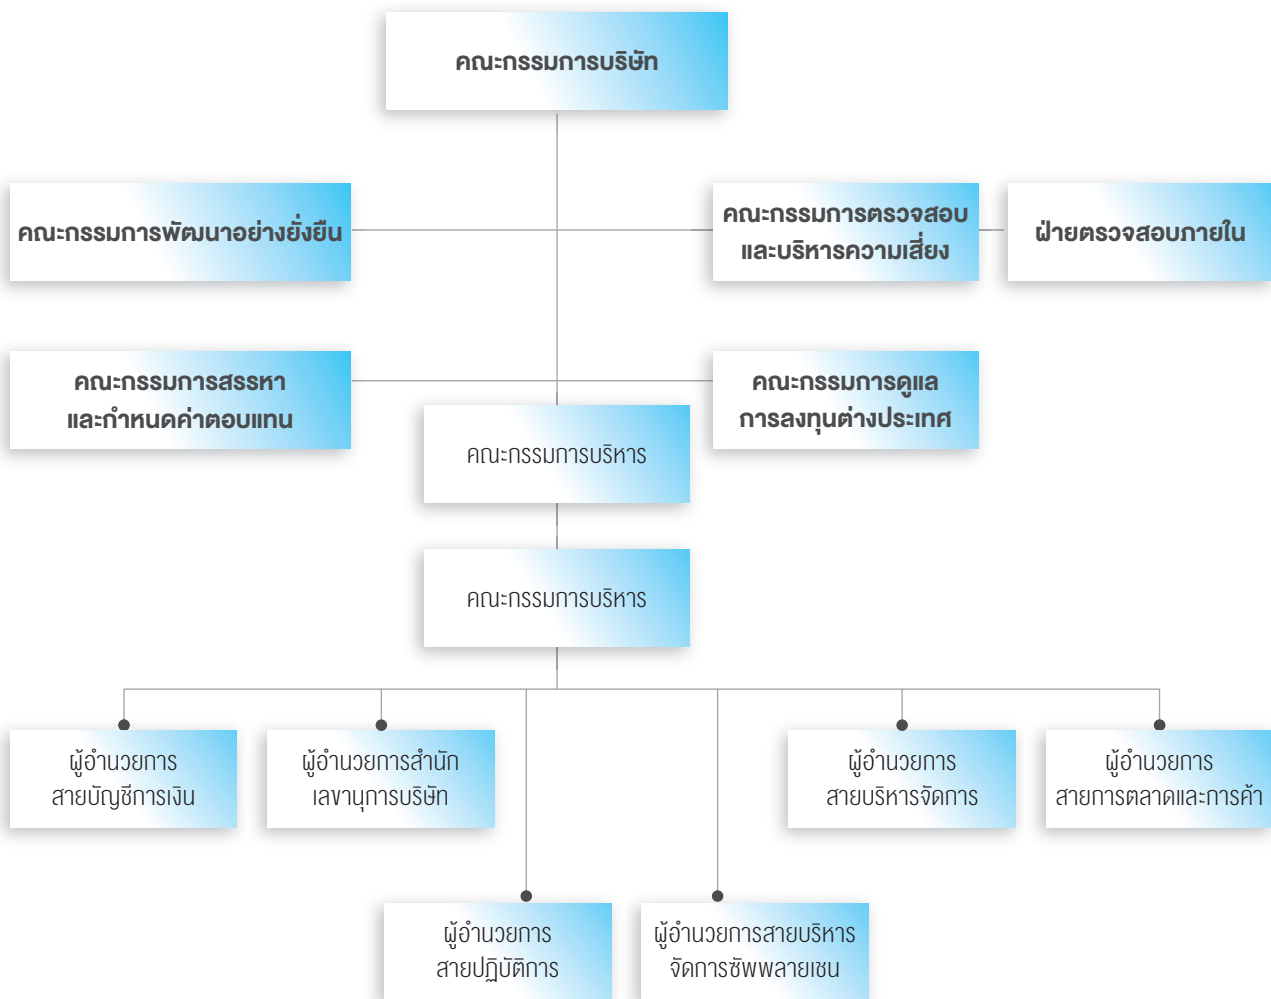 คณะกรรมการบริษัท
คณะกรรมการพัฒนาอย่างยั่งยืน
คณะกรรมการตรวจสอบ
และบริหารความเสี่ยง
ฝ่ายตรวจสอบภายใน
คณะกรรมการสรรหา
และกำหนดค่าตอบแทน
คณะกรรมการดูแล
การลงทุนต่างประเทศ
คณะกรรมการบริหาร
คณะกรรมการบริหาร
ผู้อำนวยการ
สายบัญชีการเงิน
ผู้อำนวยการสำนัก
เลขานุการบริษัท
ผู้อำนวยการ
สายบริหารจัดการ
ผู้อำนวยการ
สายการตลาดและการค้า
ผู้อำนวยการ
สายปฏิบัติการ
ผู้อำนวยการสายบริหาร
จัดการซัพพลายเชน